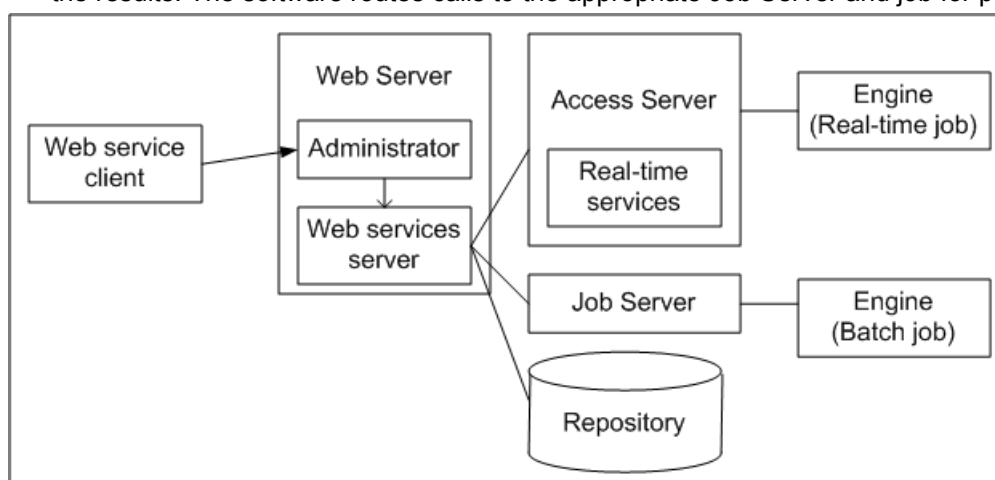 the results. The software routes calls to the appropriate Job Server and job for p
Web Server
Access Server
Engine
(Real-time job)
Web service
client
Administrator
Real-time
services
Web services
server
Job Server
Engine
(Batch job)
Repository